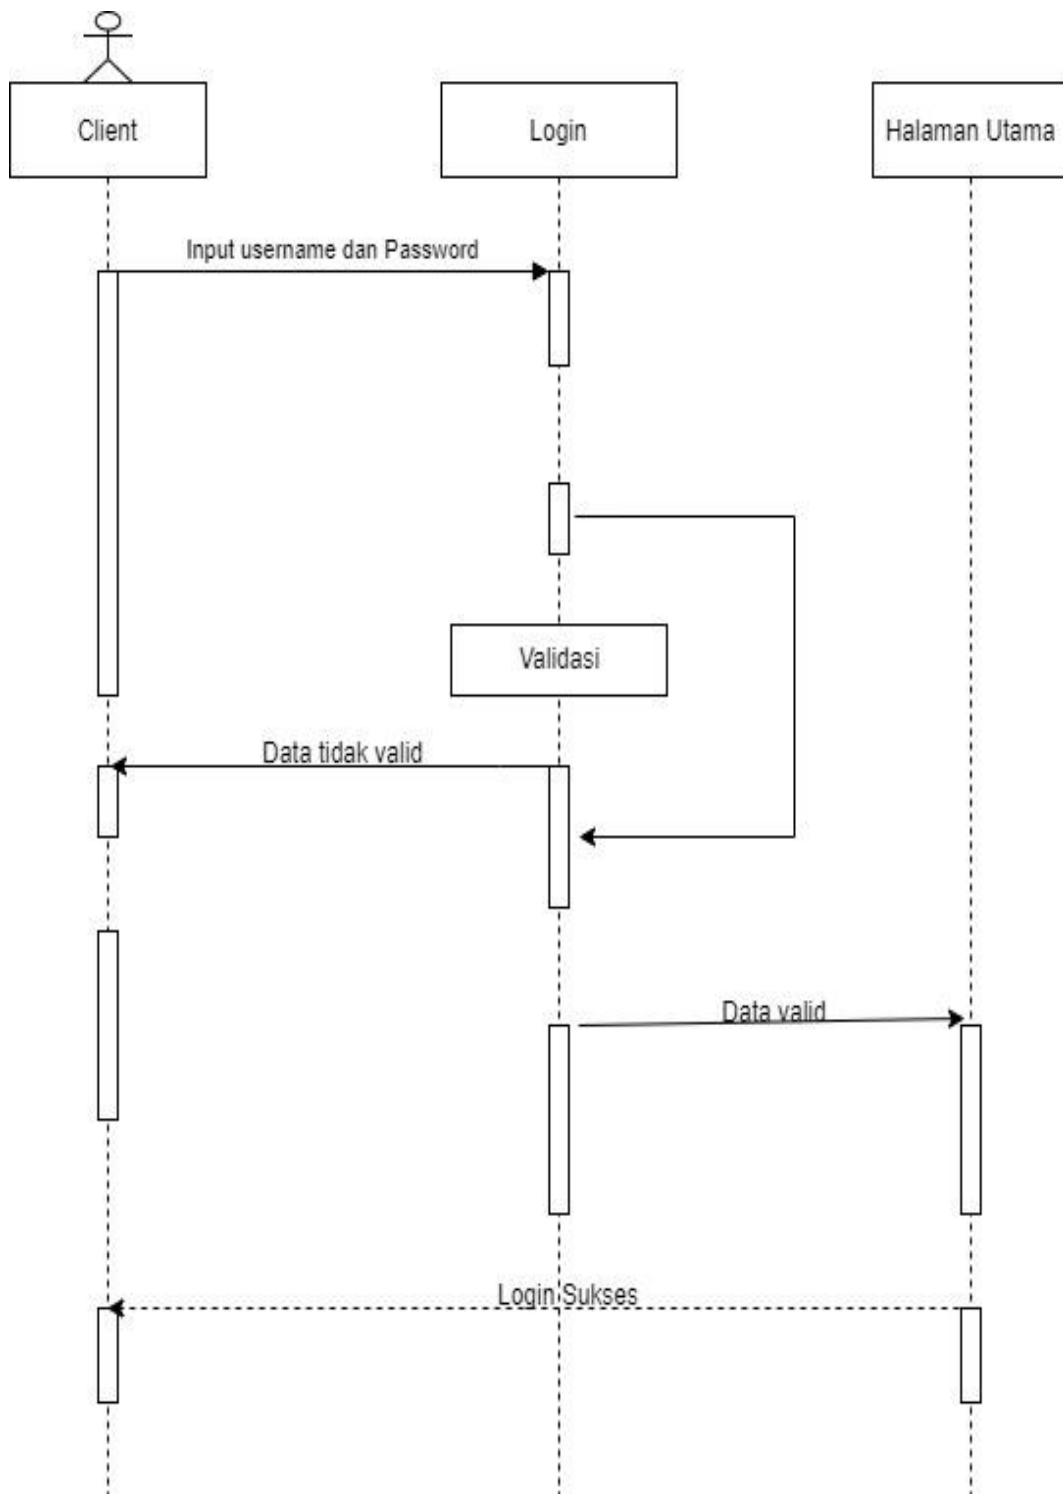 Client
Login
Halaman Utama
Input username dan Password
Validasi
Data tidak valid
Data valid
Login Sukses